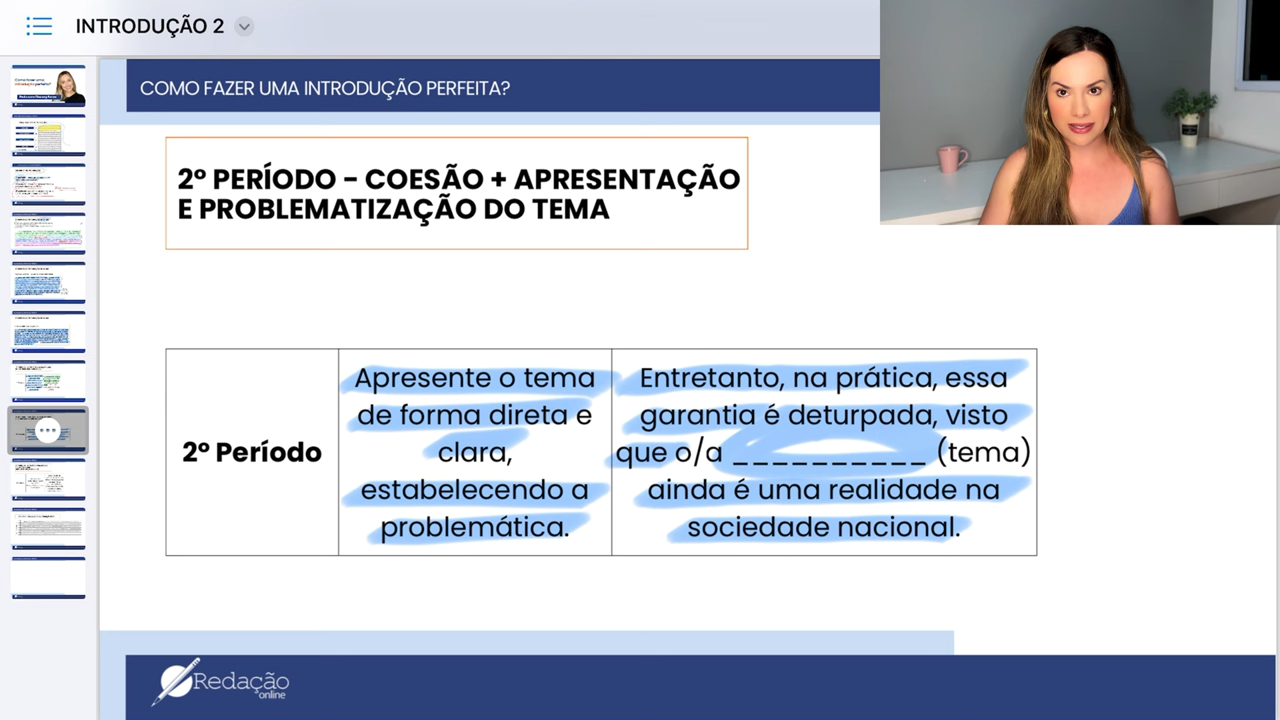 INTRODUÇÃO 2
COMO FAZER UMA INTRODUÇÃO PERFEITA?
2º PERÍODO - COESÃO + APRESENTAÇÃO
E PROBLEMATIZAÇÃO DO TEMA
2º Período
Apresente o tema
de forma direta e
clara,
estabelecendo a
problemática.
Entretanto, na prática, essa
garantia é deturpada, visto
que o/a __________ (tema)
ainda é uma realidade na
sociedade nacional.
Redação
online